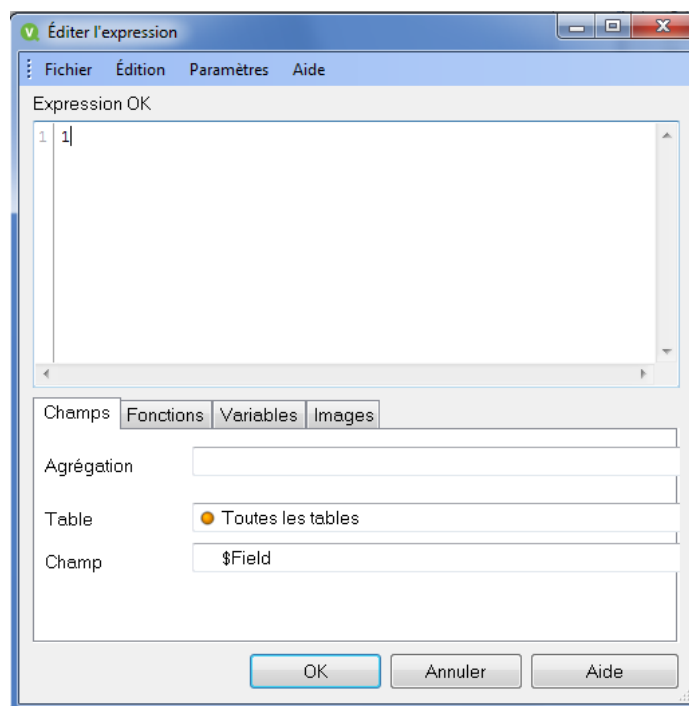 Éditer l'expression
Fichier Édition Paramètres Aide
Expression OK
1 1
Champs Fonctions Variables Images
Agrégation
Table Toutes les tables
Champ $Field
OK Annuler Aide